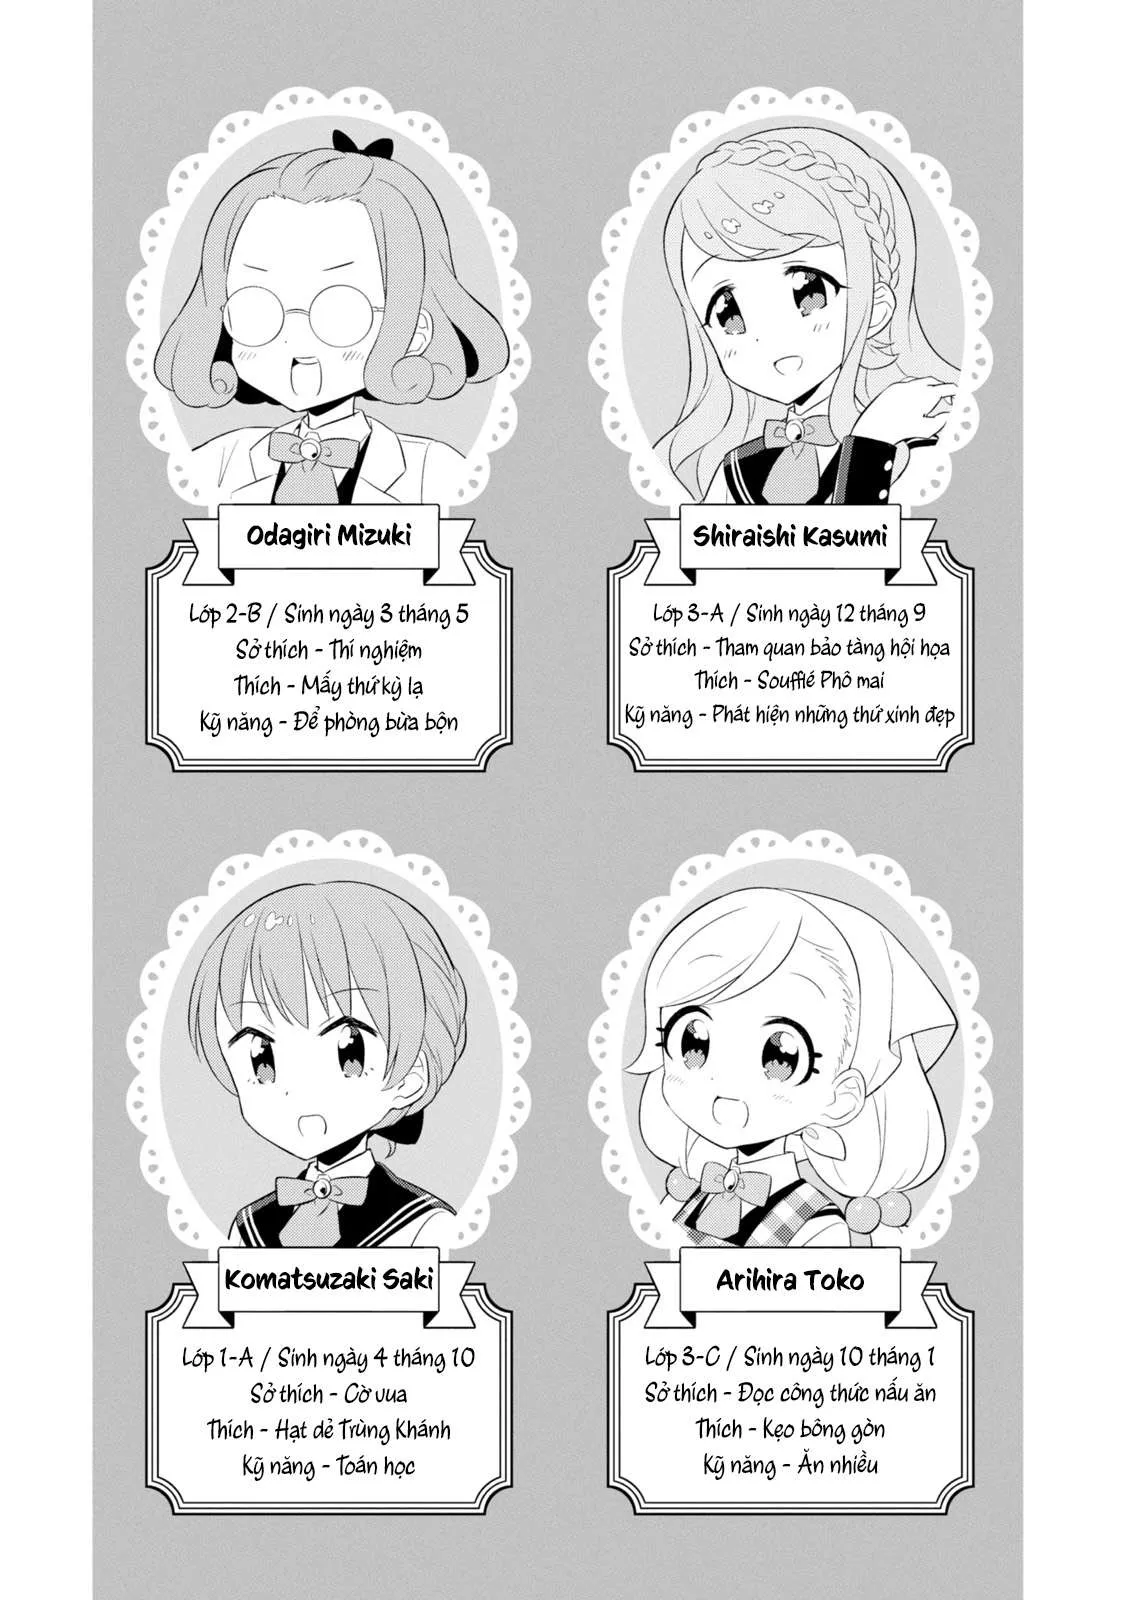 Odagiri Mizuki
Lớp 2-B / Sinh ngày 3 tháng 5
Sở thích - Thí nghiệm
Thích - Mấy thứ kỳ lạ
Kỹ năng - Để phòng bừa bộn
Shiraishi Kasumi
Lớp 3-A / Sinh ngày 12 tháng 9
Sở thích - Tham quan bảo tàng hội họa
Thích - Soufflé Phô mai
Kỹ năng - Phát hiện những thứ xinh đẹp
Komatsuzaki Saki
Lớp 1-A / Sinh ngày 4 tháng 10
Sở thích - Cờ vua
Thích - Hạt dẻ Trùng Khánh
Kỹ năng - Toán học
Arihira Toko
Lớp 3-C / Sinh ngày 10 tháng 1
Sở thích - Đọc công thức nấu ăn
Thích - Kẹo bông gòn
Kỹ năng - Ăn nhiều